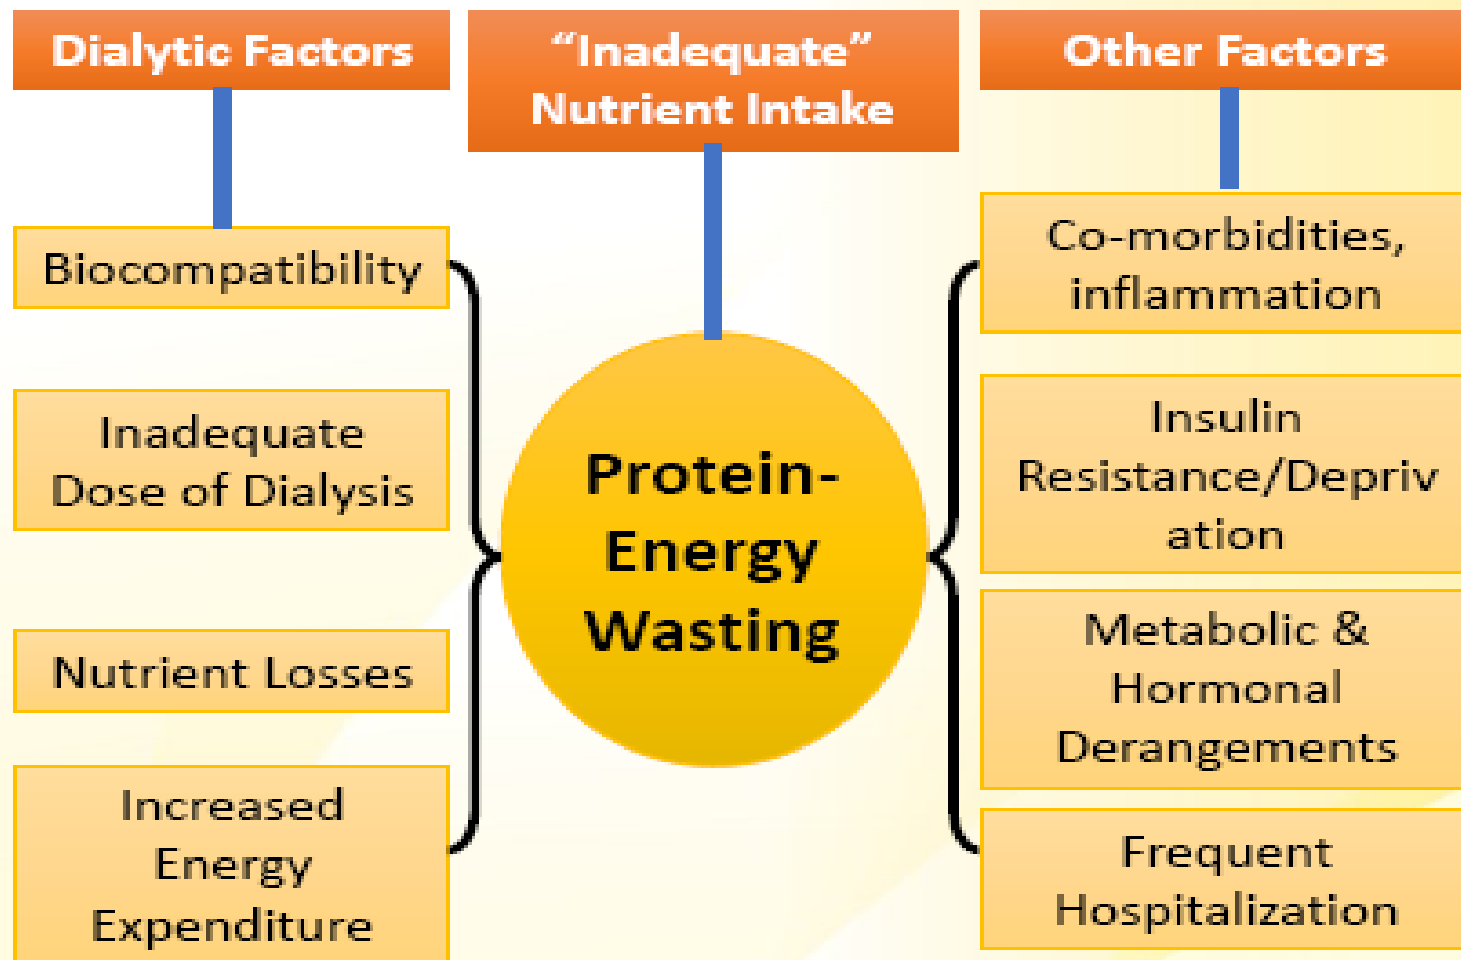 Dialytic Factors
“Inadequate”
Nutrient Intake
Other Factors
Biocompatibility
Inadequate
Dose of Dialysis
Nutrient Losses
Increased
Energy
Expenditure
Protein-
Energy
Wasting
Co-morbidities,
inflammation
Insulin
Resistance/Depriv
ation
Metabolic &
Hormonal
Derangements
Frequent
Hospitalization